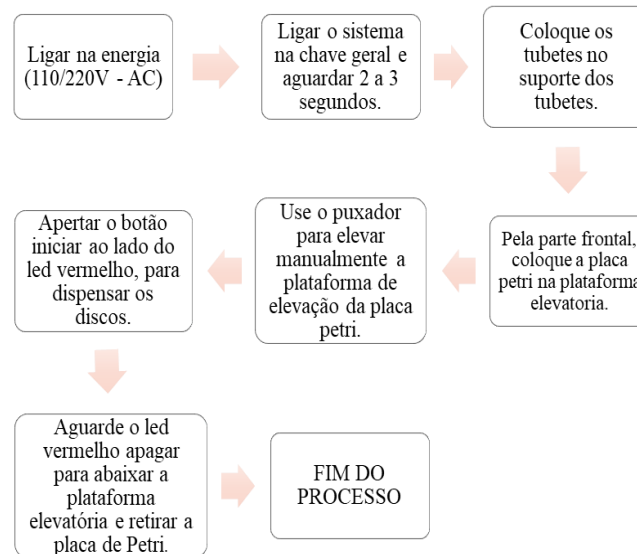 Ligar na energia
(110/220V - AC)
Ligar o sistema
na chave geral e
aguardar 2 a 3
segundos.
Coloque os
tubetes no
suporte dos
tubetes.
Pela parte frontal,
coloque a placa
petri na plataforma
elevatoria.
Use o puxador
para elevar
manualmente a
plataforma de
elevação da placa
petri.
Apertar o botão
iniciar ao lado do
led vermelho, para
dispensar os
discos.
Aguarde o led
vermelho apagar
para abaixar a
plataforma
elevatória e retirar a
placa de Petri.
FIM DO
PROCESSO